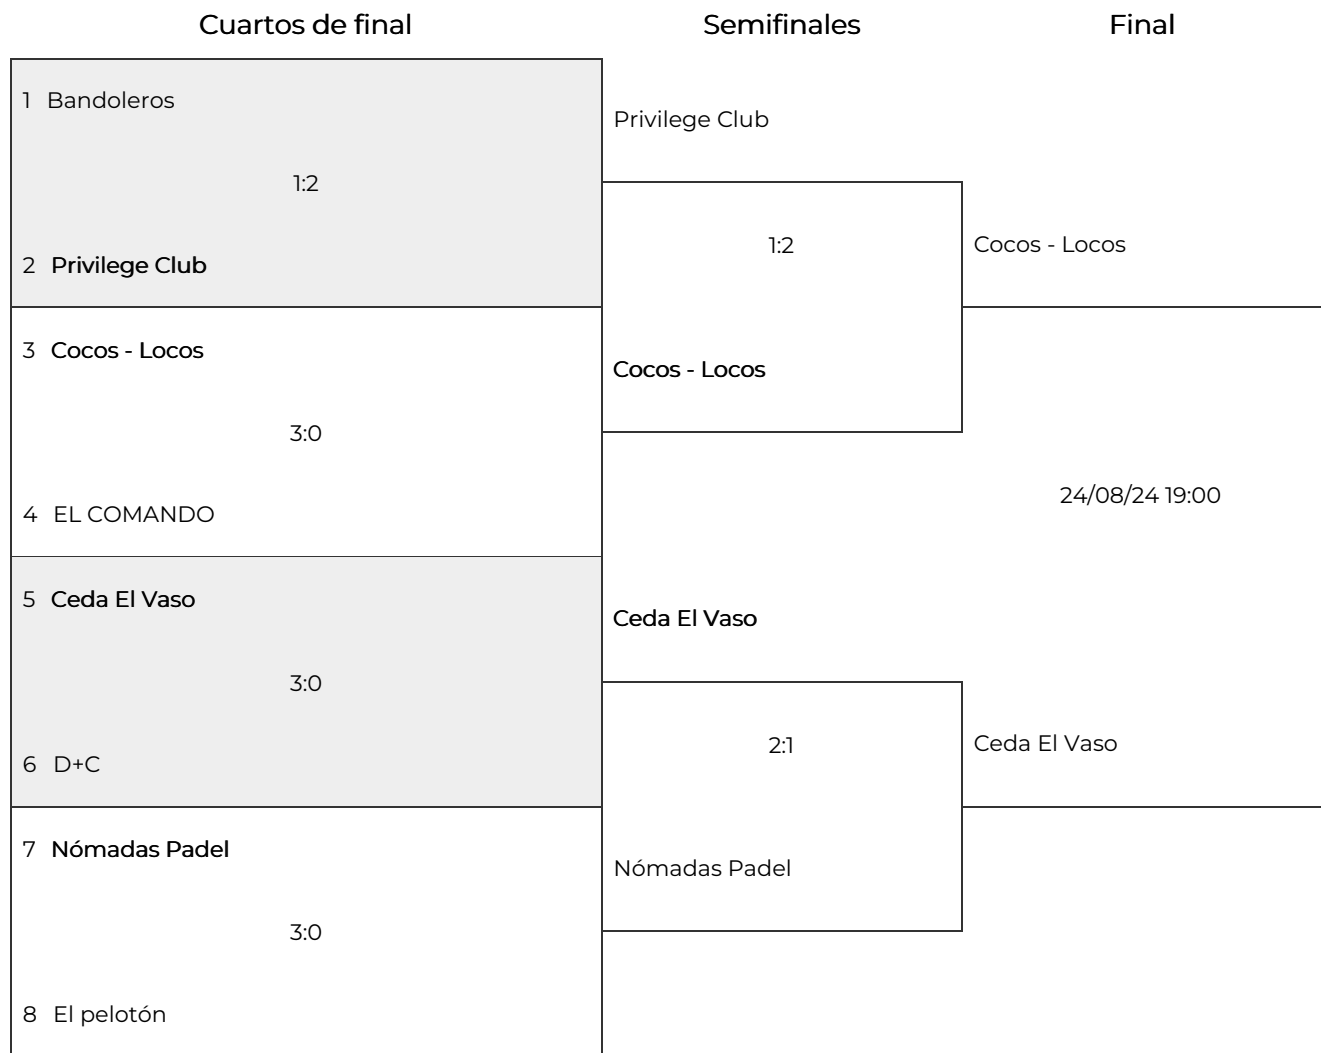 Cuartos de final
Semifinales
Final
1 Bandoleros
1:2
2 Privilege Club
3 Cocos - Locos
3:0
4 EL COMANDO
5 Ceda El Vaso
3:0
6 D+C
7 Nómadas Padel
3:0
8 El pelotón
Privilege Club
1:2
Cocos - Locos
Ceda El Vaso
2:1
Nómadas Padel
Cocos - Locos
24/08/24 19:00
Ceda El Vaso